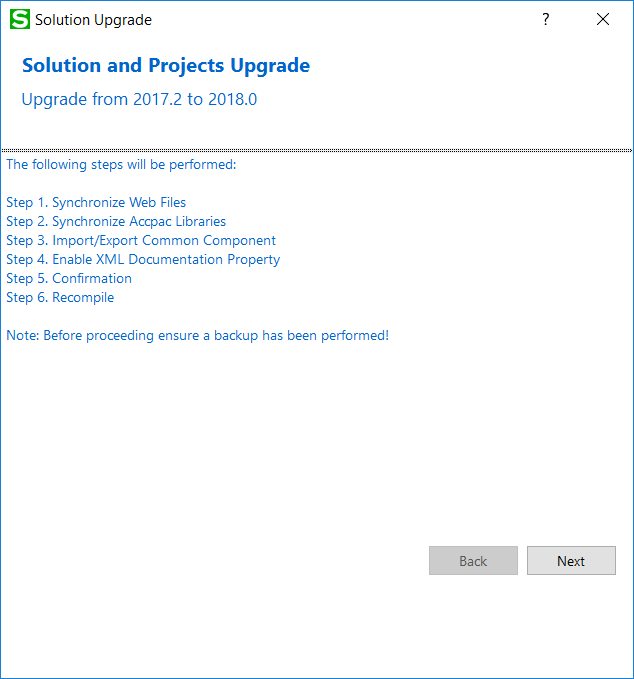 S Solution Upgrade ?
Solution and Projects Upgrade
Upgrade from 2017.2 to 2018.0
The following steps will be performed:
Step 1. Synchronize Web Files
Step 2. Synchronize Accpac Libraries
Step 3. Import/Export Common Component
Step 4. Enable XML Documentation Property
Step 5. Confirmation
Step 6. Recompile
Note: Before proceeding ensure a backup has been performed!
Back Next